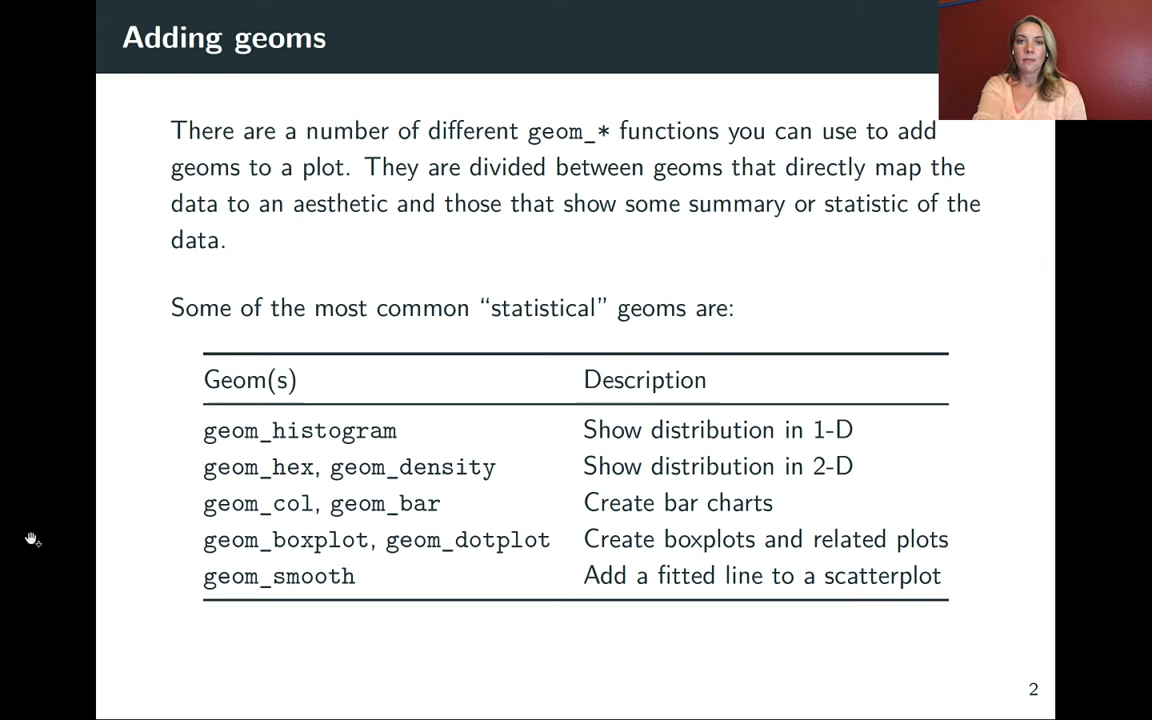 Adding geoms
There are a number of different geom_* functions you can use to add
geoms to a plot. They are divided between geoms that directly map the
data to an aesthetic and those that show some summary or statistic of the
data.
Some of the most common “statistical” geoms are:
Geom(s) Description
geom_histogram Show distribution in 1-D
geom_hex, geom_density Show distribution in 2-D
geom_col, geom_bar Create bar charts
geom_boxplot, geom_dotplot Create boxplots and related plots
geom_smooth Add a fitted line to a scatterplot
2